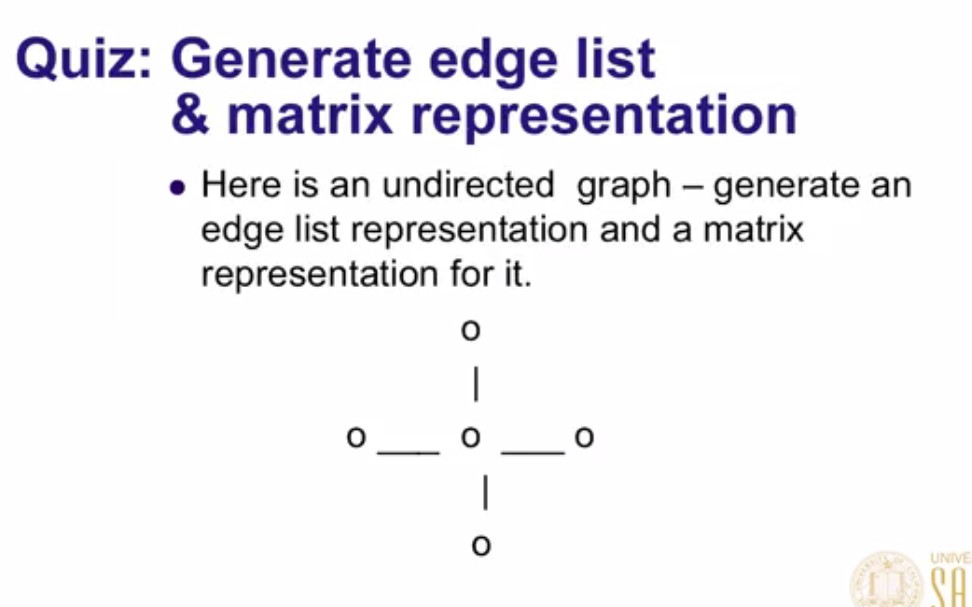 Quiz: Generate edge list
& matrix representation
• Here is an undirected graph – generate an
edge list representation and a matrix
representation for it.
o
|
o ___ o ___ o
|
o
UNIVE
SA